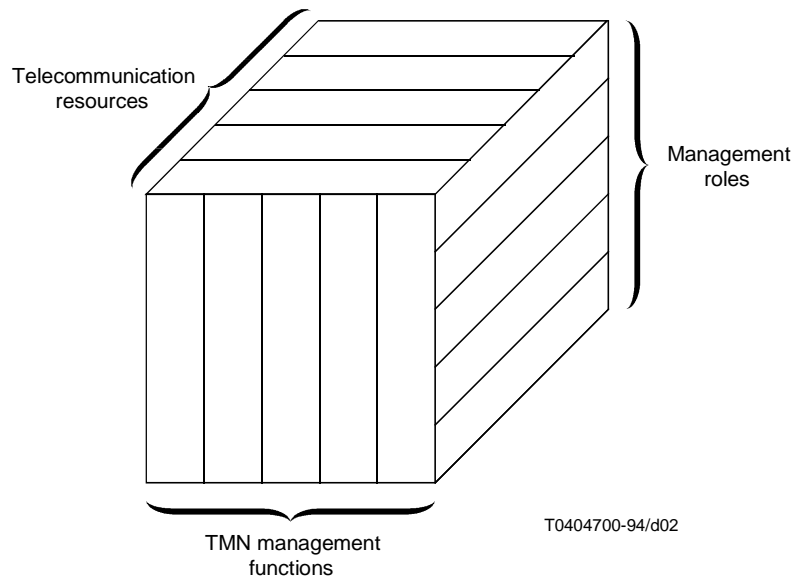 Telecommunication
resources
Management
roles
T0404700-94/d02
TMN management
functions